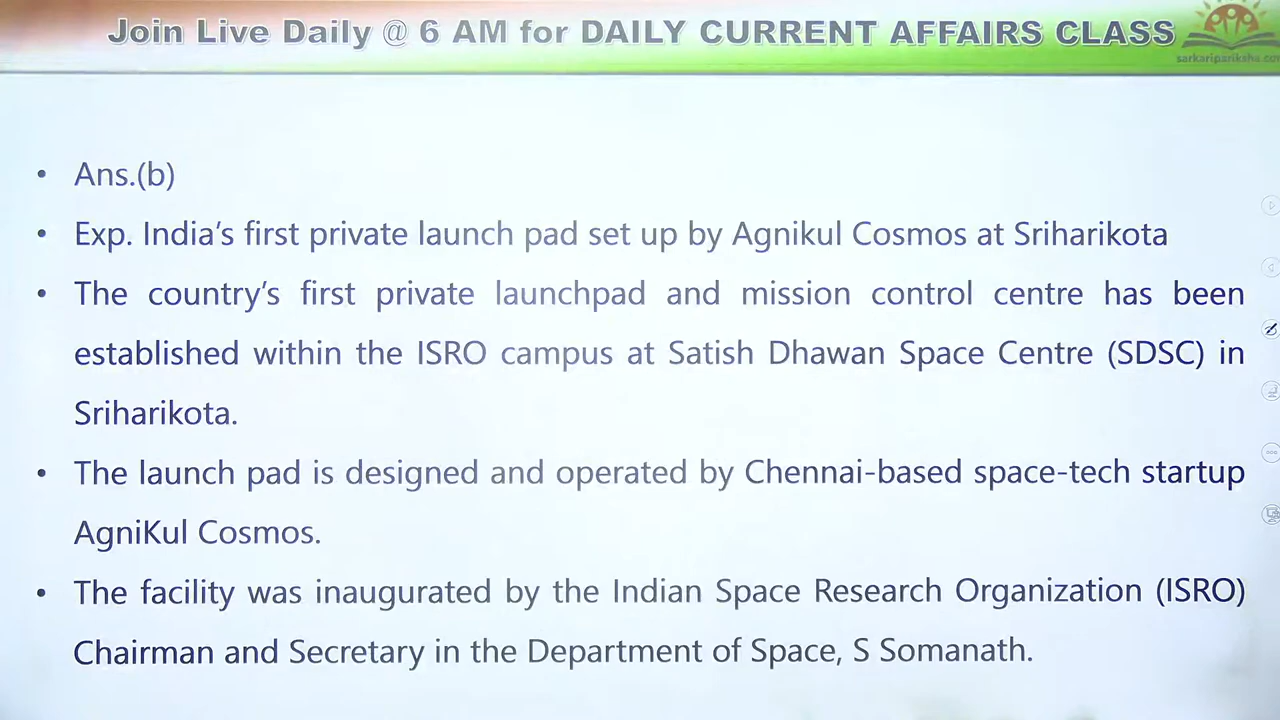 Join Live Daily @ 6 AM for DAILY CURRENT AFFAIRS CLASS
sarkaripariksha.com
• Ans.(b)
• Exp. India’s first private launch pad set up by Agnikul Cosmos at Sriharikota
• The country’s first private launchpad and mission control centre has been
established within the ISRO campus at Satish Dhawan Space Centre (SDSC) in
Sriharikota.
• The launch pad is designed and operated by Chennai-based space-tech startup
AgniKul Cosmos.
• The facility was inaugurated by the Indian Space Research Organization (ISRO)
Chairman and Secretary in the Department of Space, S Somanath.